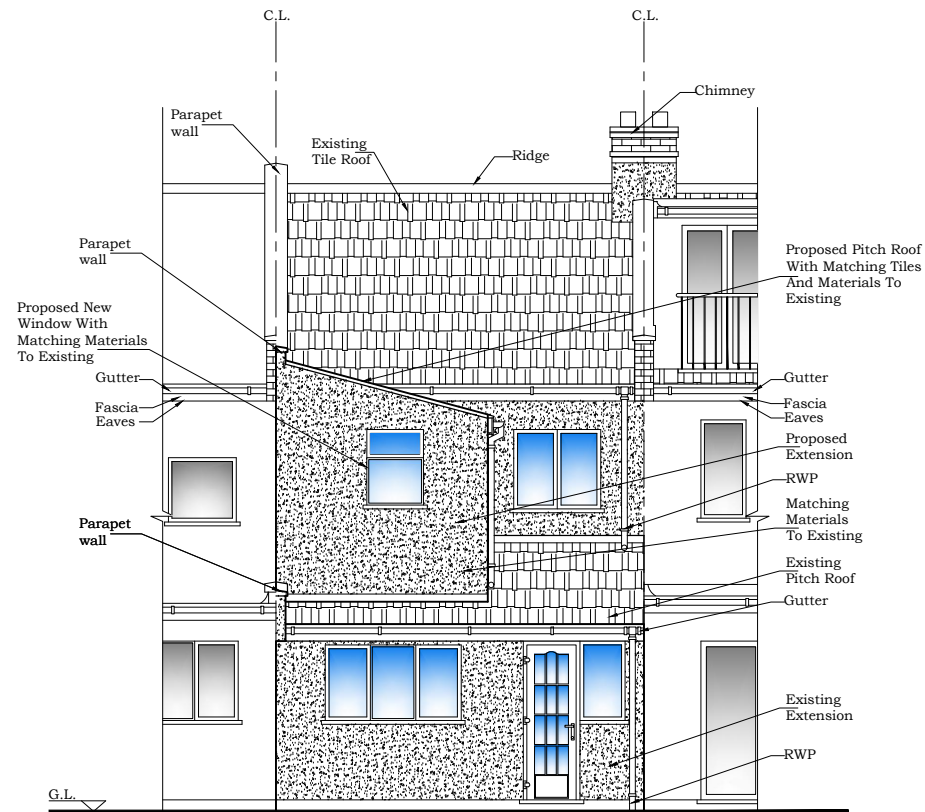 C.L.
C.L.
Chimney
Parapet
wall
Existing
Tile Roof
Ridge
Parapet
wall
Proposed Pitch Roof
With Matching Tiles
And Materials To
Existing
Proposed New
Window With
Matching Materials
To Existing
Gutter
Gutter
Fascia
Eaves
Fascia
Eaves
Proposed
Extension
RWP
Matching
Materials
To Existing
Parapet
wall
Existing
Pitch Roof
Gutter
Existing
Extension
RWP
G.L.